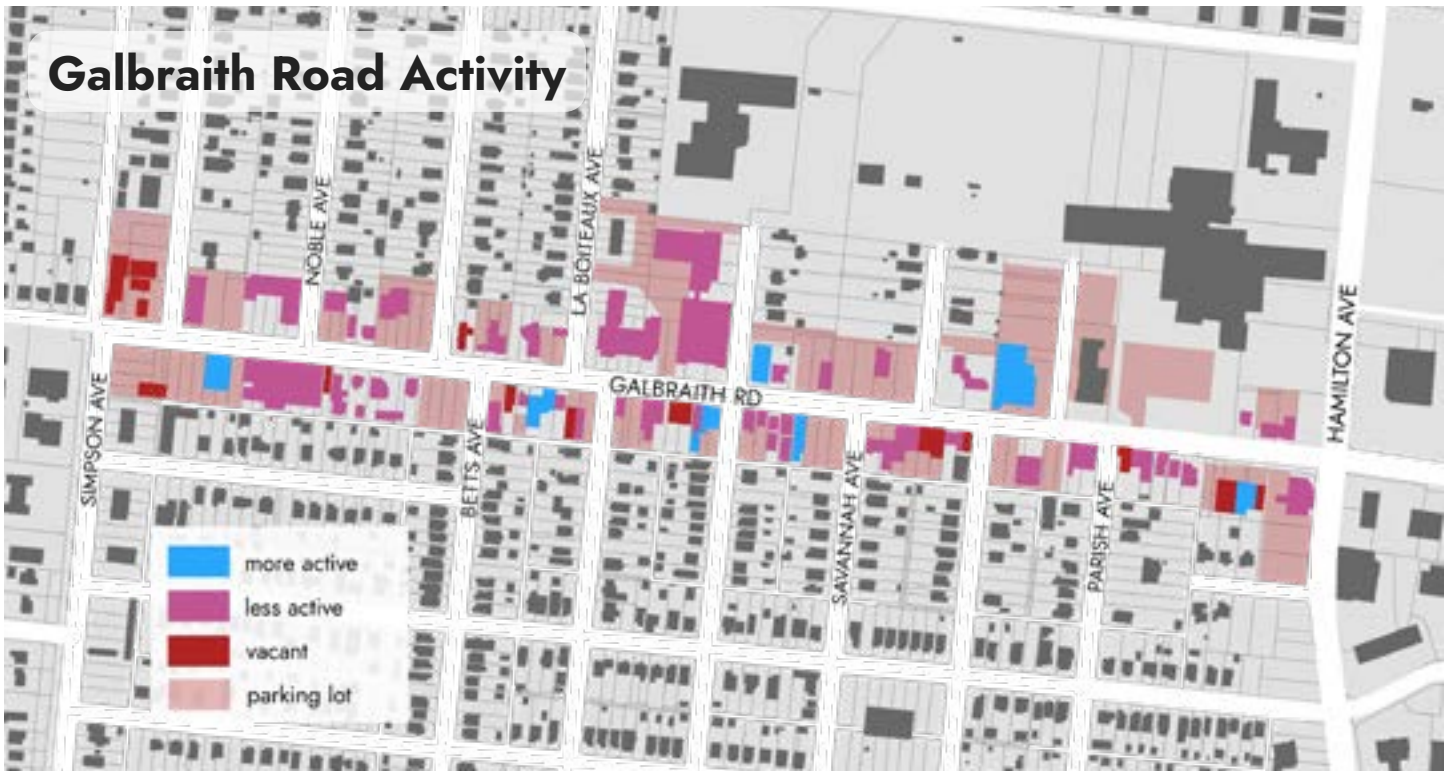 Galbraith Road Activity
NOBLE AVE
LA BOITEAUX AVE
HAMILTON AVE
GALBRAITH RD
SIMPSON AVE
BETTS AVE
SAVANNAH AVE
PARISH AVE
more active
less active
vacant
parking lot